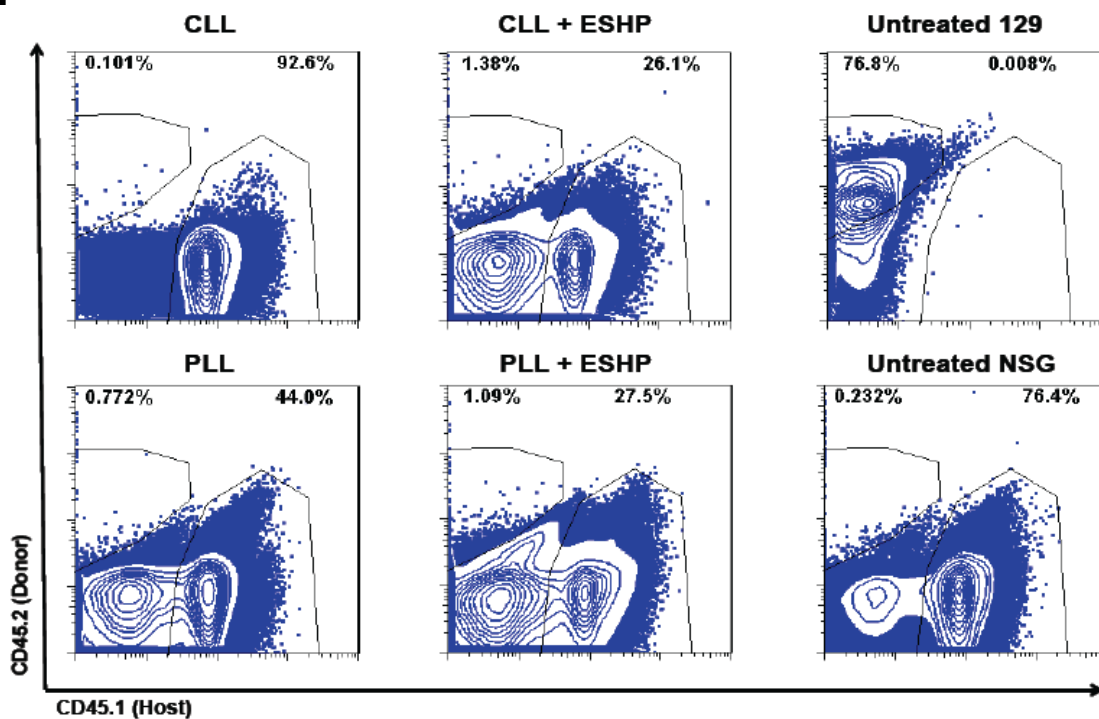 CLL CLL + ESHP Untreated 129
0.101% 92.6% 1.38% 26.1% 76.8% 0.008%
PLL PLL + ESHP Untreated NSG
0.772% 44.0% 1.09% 27.5% 0.232% 76.4%
CD45.2 (Donor)
CD45.1 (Host)